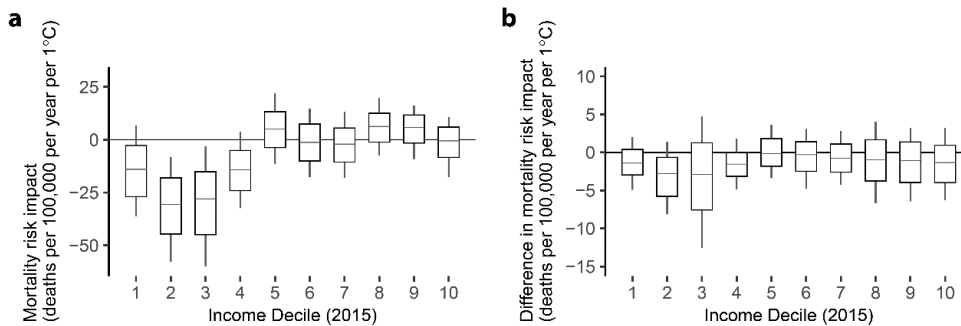 a
Mortality risk impact
(deaths per 100,000 per year per 1°C)
25
0
−25
−50
1 2 3 4 5 6 7 8 9 10
Income Decile (2015)
b
Difference in mortality risk impact
(deaths per 100,000 per year per 1°C)
10
5
0
−5
−10
−15
1 2 3 4 5 6 7 8 9 10
Income Decile (2015)